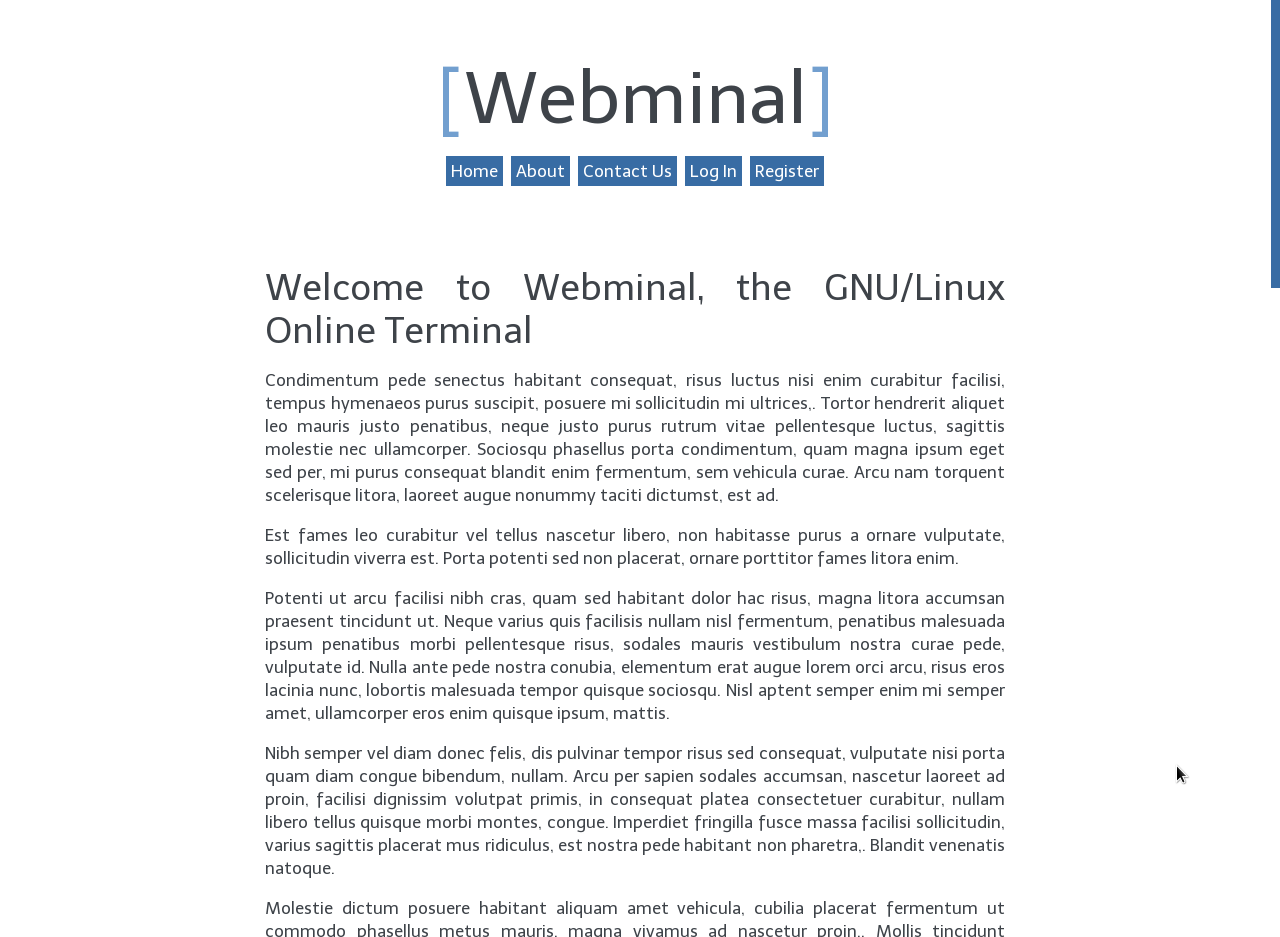 [Webminal]
Home About Contact Us Log In Register
Welcome to Webminal, the GNU/Linux
Online Terminal
Condimentum pede senectus habitant consequat, risus luctus nisi enim curabitur facilisi,
tempus hymenaeos purus suscipit, posuere mi sollicitudin mi ultrices,. Tortor hendrerit aliquet
leo mauris justo penatibus, neque justo purus rutrum vitae pellentesque luctus, sagittis
molestie nec ullamcorper. Sociosqu phasellus porta condimentum, quam magna ipsum eget
sed per, mi purus consequat blandit enim fermentum, sem vehicula curae. Arcu nam torquent
scelerisque litora, laoreet augue nonummy taciti dictumst, est ad.
Est fames leo curabitur vel tellus nascetur libero, non habitasse purus a ornare vulputate,
sollicitudin viverra est. Porta potenti sed non placerat, ornare porttitor fames litora enim.
Potenti ut arcu facilisi nibh cras, quam sed habitant dolor hac risus, magna litora accumsan
praesent tincidunt ut. Neque varius quis facilisis nullam nisl fermentum, penatibus malesuada
ipsum penatibus morbi pellentesque risus, sodales mauris vestibulum nostra curae pede,
vulputate id. Nulla ante pede nostra conubia, elementum erat augue lorem orci arcu, risus eros
lacinia nunc, lobortis malesuada tempor quisque sociosqu. Nisl aptent semper enim mi semper
amet, ullamcorper eros enim quisque ipsum, mattis.
Nibh semper vel diam donec felis, dis pulvinar tempor risus sed consequat, vulputate nisi porta
quam diam congue bibendum, nullam. Arcu per sapien sodales accumsan, nascetur laoreet ad
proin, facilisi dignissim volutpat primis, in consequat platea consectetuer curabitur, nullam
libero tellus quisque morbi montes, congue. Imperdiet fringilla fusce massa facilisi sollicitudin,
varius sagittis placerat mus ridiculus, est nostra pede habitant non pharetra,. Blandit venenatis
natoque.
Molestie dictum posuere habitant aliquam amet vehicula, cubilia placerat fermentum ut
commodo phasellus metus mauris, magna vivamus ad nascetur proin,. Mollis tincidunt